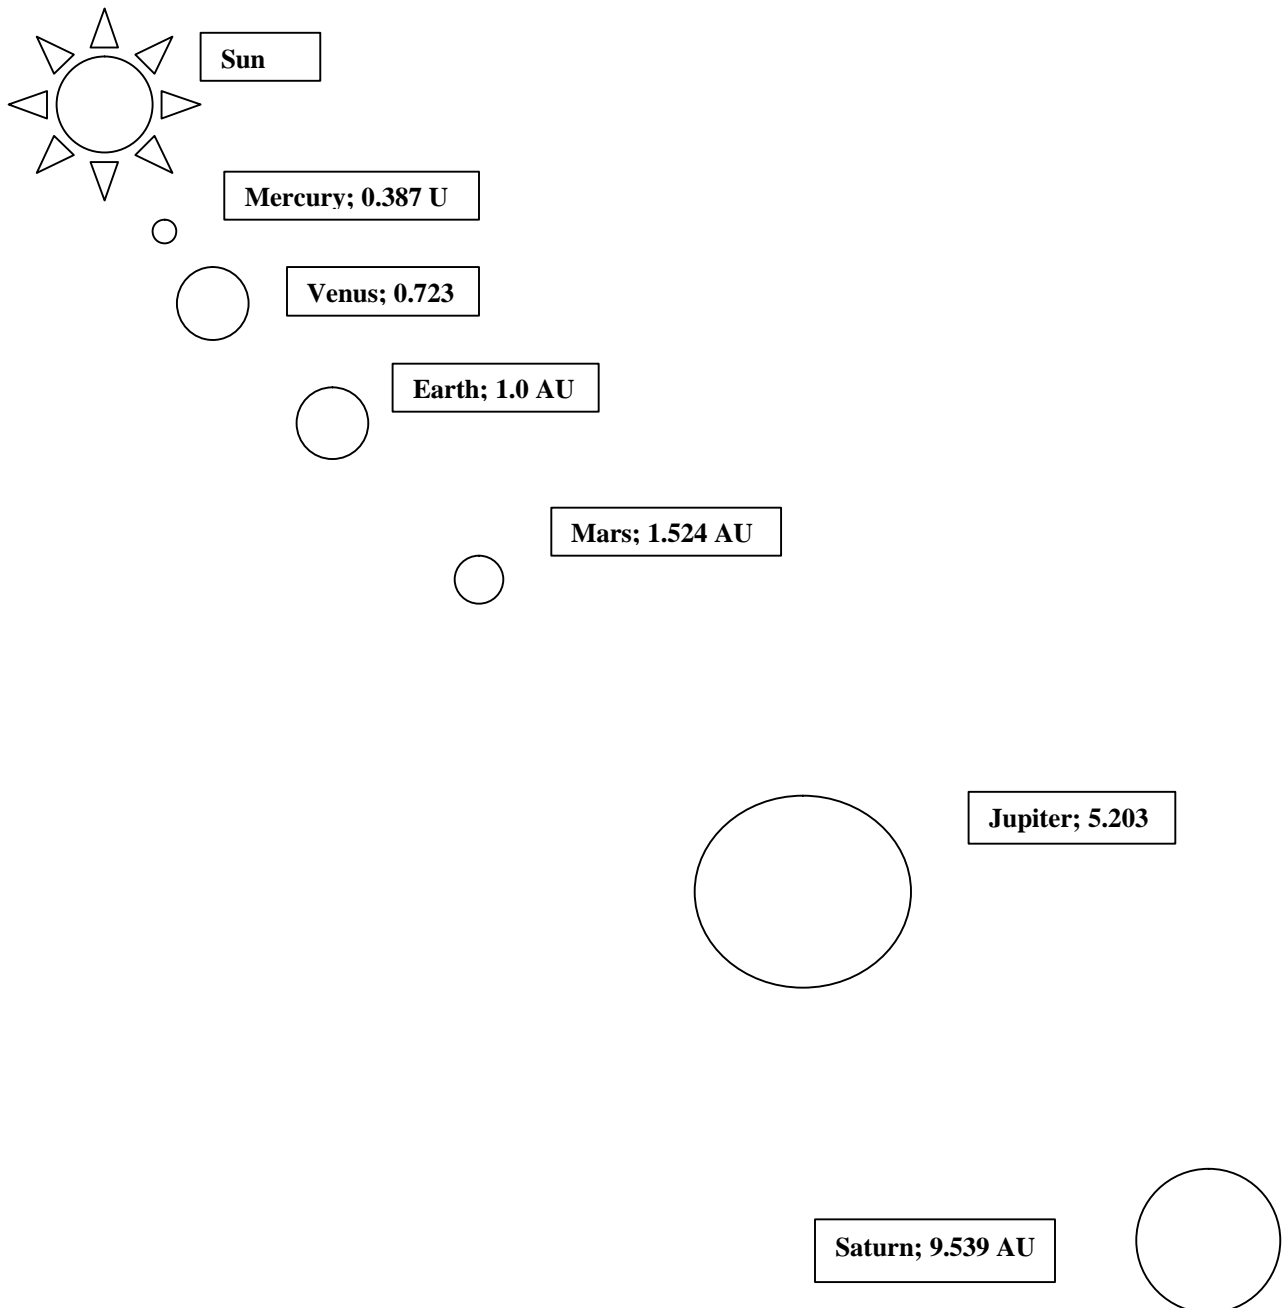 Sun
Mercury; 0.387 U
Venus; 0.723
Earth; 1.0 AU
Mars; 1.524 AU
Jupiter; 5.203
Saturn; 9.539 AU